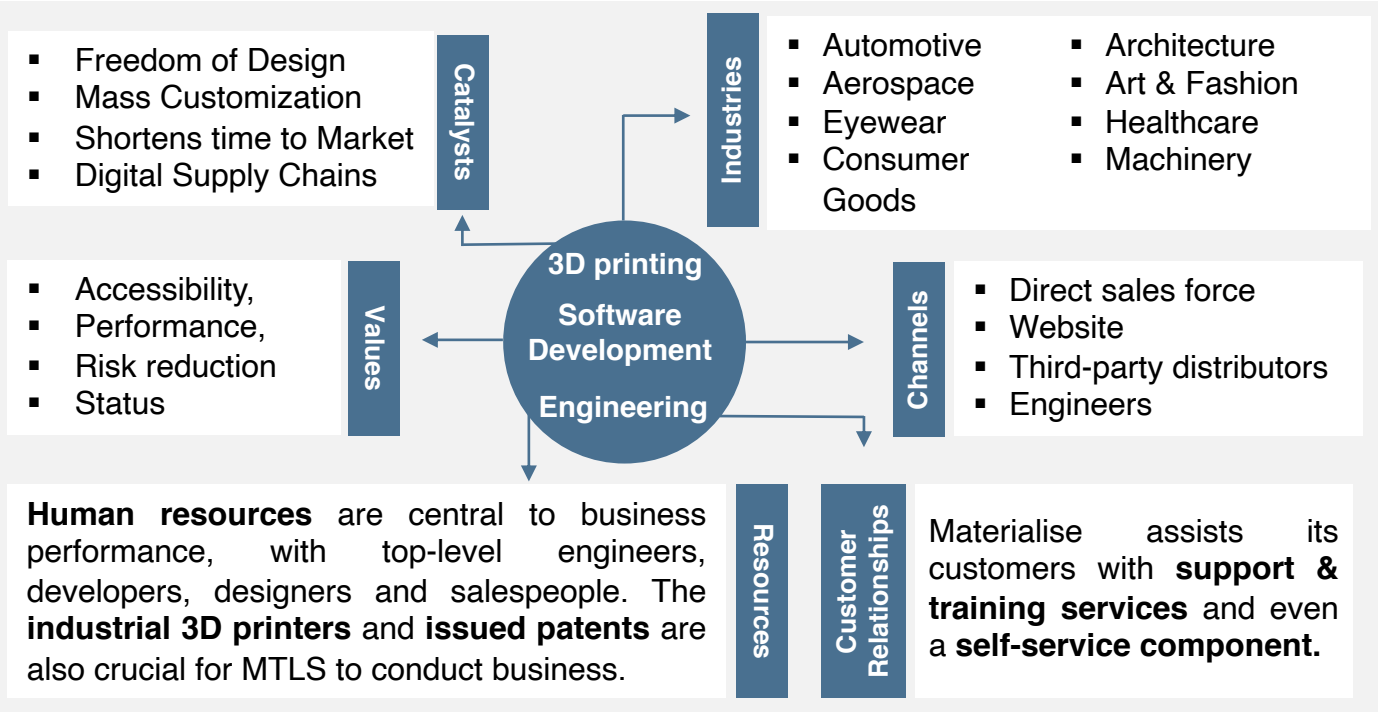 Catalysts
▪ Freedom of Design
▪ Mass Customization
▪ Shortens time to Market
▪ Digital Supply Chains
Industries
▪ Automotive
▪ Aerospace
▪ Eyewear
▪ Consumer
Goods
▪ Architecture
▪ Art & Fashion
▪ Healthcare
▪ Machinery
3D printing
Software
Development
Engineering
Values
▪ Accessibility,
▪ Performance,
▪ Risk reduction
▪ Status
Channels
▪ Direct sales force
▪ Website
▪ Third-party distributors
▪ Engineers
Resources
Human resources are central to business
performance, with top-level engineers,
developers, designers and salespeople. The
industrial 3D printers and issued patents are
also crucial for MTLS to conduct business.
Customer
Relationships
Materialise assists its
customers with support &
training services and even
a self-service component.